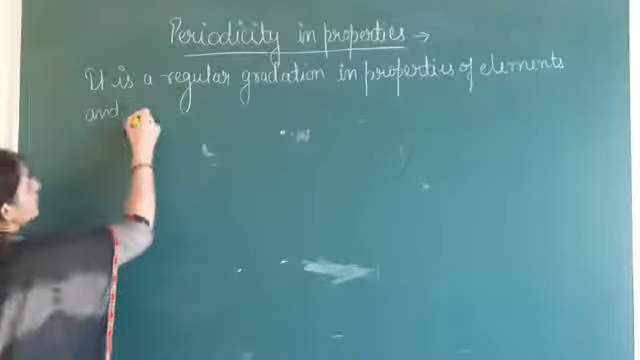 Periodicity in properties →
It is a regular gradation in properties of elements
and